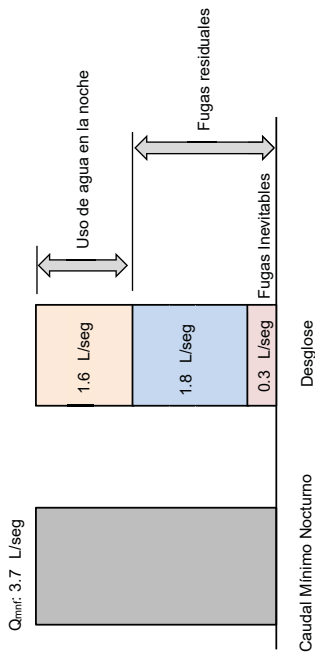 Qmnf: 3.7 L/seg
Uso de agua en la noche
1.6 L/seg
1.8 L/seg
Fugas residuales
0.3 L/seg
Fugas Inevitables
Caudal Mínimo Nocturno
Desglose